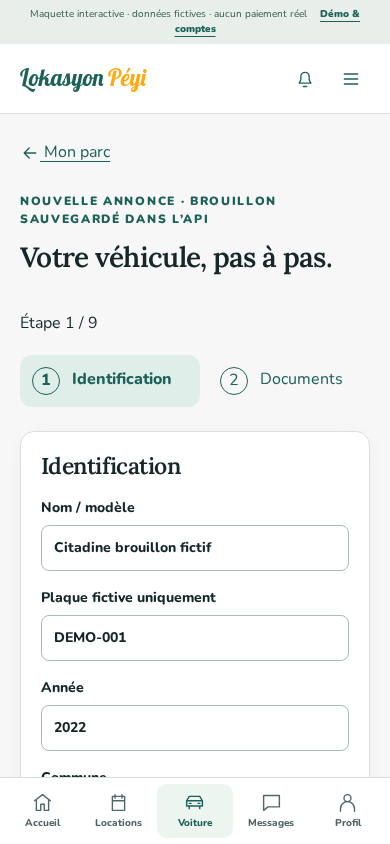 Maquette interactive · données fictives · aucun paiement réel Démo &
comptes
Lokasyon Péyi
← Mon parc
NOUVELLE ANNONCE · BROUILLON
SAUVEGARDÉ DANS L'API
Votre véhicule, pas à pas.
Étape 1 / 9
1 Identification 2 Documents
Identification
Nom / modèle
Citadine brouillon fictif
Plaque fictive uniquement
DEMO-001
Année
2022
Commune
Accueil Locations Voiture Messages Profil